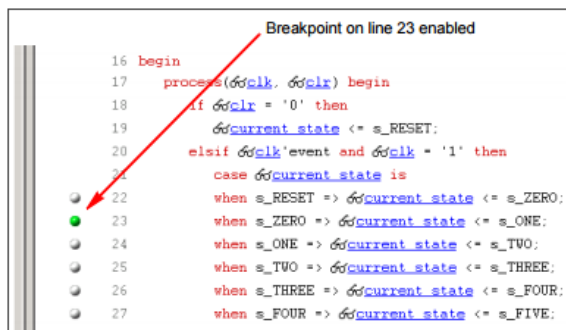 Breakpoint on line 23 enabled
16 begin
17 process(clk, clr) begin
18 if clr = '0' then
19 current_state <= s_RESET;
20 elsif clk'event and clk = '1' then
21 case current_state is
22 when s_RESET => current_state <= s_ZERO;
23 when s_ZERO => current_state <= s_ONE;
24 when s_ONE => current_state <= s_TWO;
25 when s_TWO => current_state <= s_THREE;
26 when s_THREE => current_state <= s_FOUR;
27 when s_FOUR => current_state <= s_FIVE;